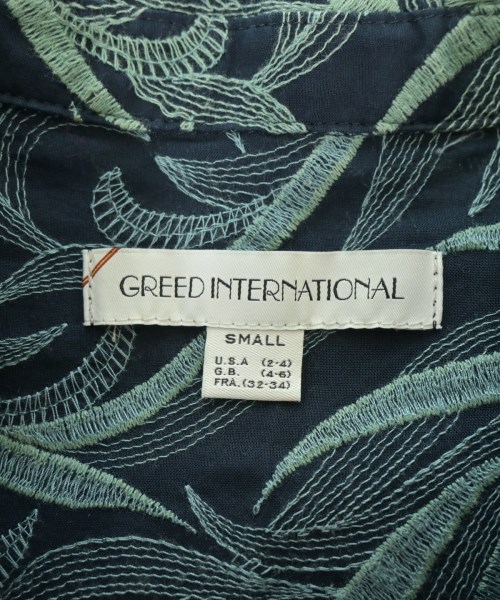 GREED INTERNATIONAL
SMALL
U.S.A (2-4)
G.B. (4-6)
FRA. (32-34)